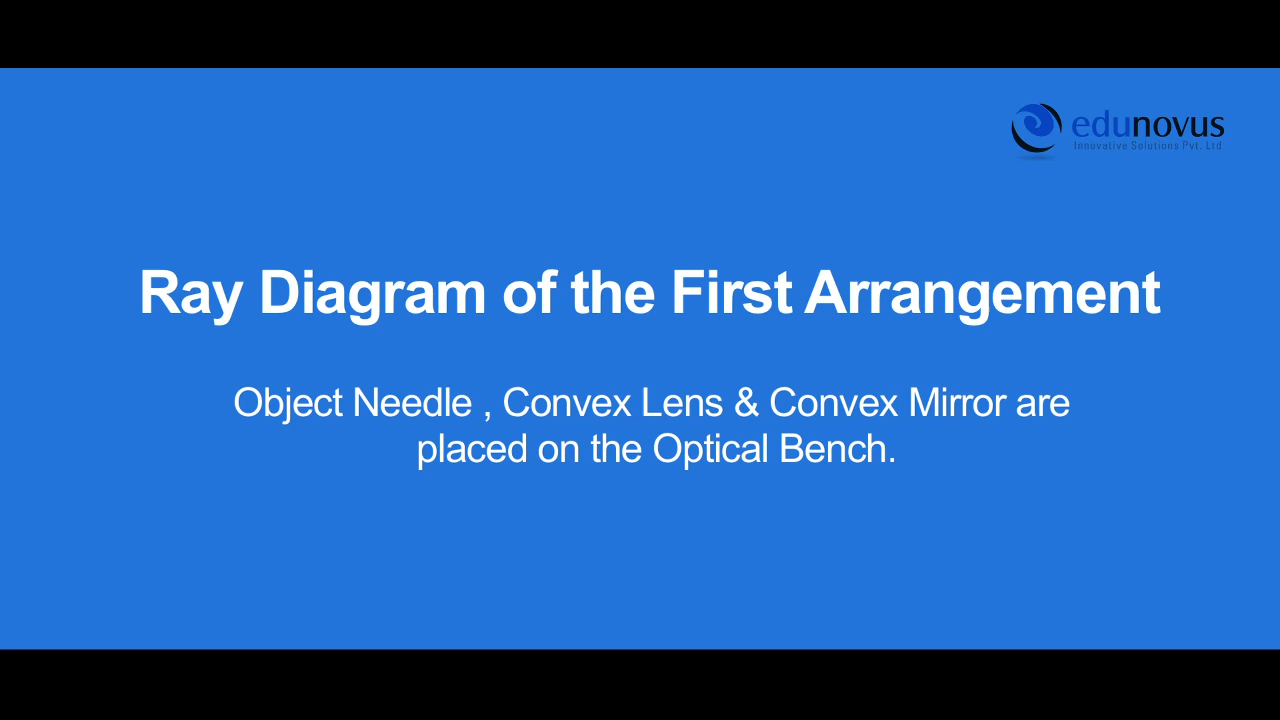 edunovus
Innovative Solutions Pvt. Ltd
Ray Diagram of the First Arrangement
Object Needle , Convex Lens & Convex Mirror are
placed on the Optical Bench.